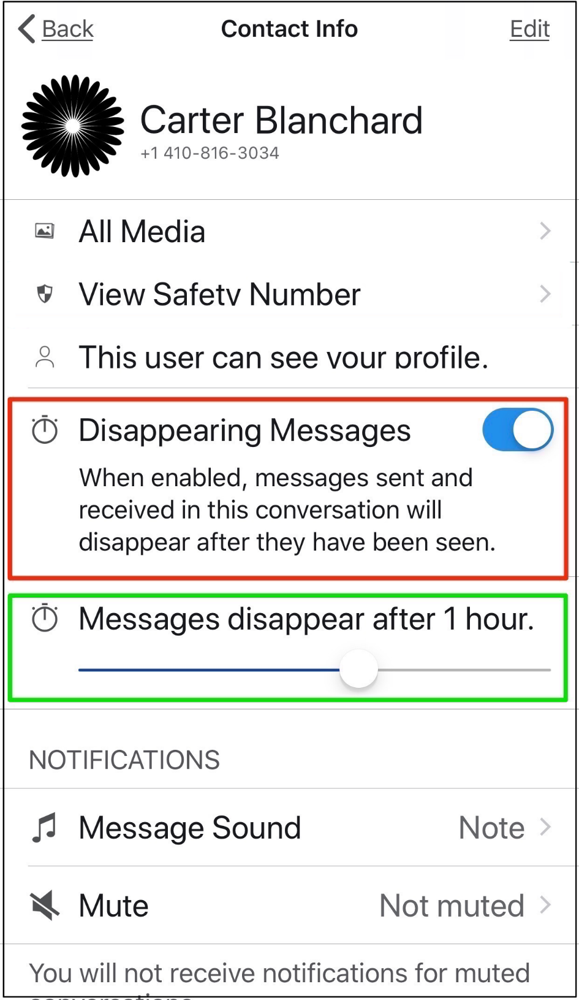 Back Contact Info Edit
Carter Blanchard
+1 410-816-3034
All Media
View Safety Number
This user can see your profile.
Disappearing Messages
When enabled, messages sent and
received in this conversation will
disappear after they have been seen.
Messages disappear after 1 hour.
NOTIFICATIONS
Message Sound Note
Mute Not muted
You will not receive notifications for muted